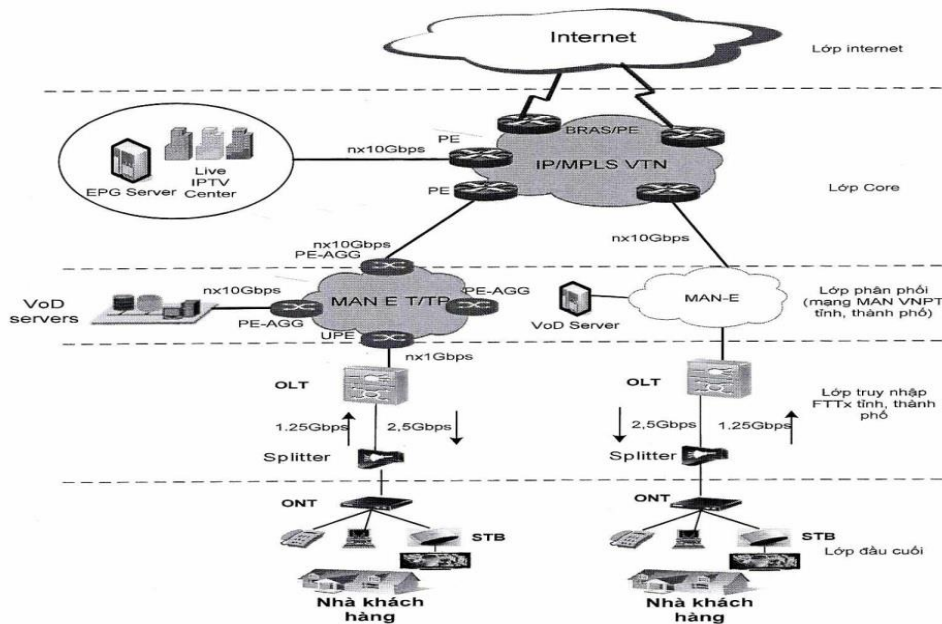 Internet
Lớp internet
BRAS/PE
PE
nx10Gbps
IP/MPLS VTN
EPG Server
Live
IPTV
Center
PE
Lớp Core
nx10Gbps
PE-AGG
nx10Gbps
nx10Gbps
VoD
servers
MAN E T/TP
PE-AGG
PE-AGG
UPE
VoD Server
MAN-E
Lớp phân phối
(mạng MAN VNPT
tỉnh, thành phố)
nx1Gbps
OLT
OLT
1.25Gbps
2,5Gbps
2,5Gbps
1.25Gbps
Lớp truy nhập
FTTx tỉnh, thành
phố
Splitter
Splitter
ONT
ONT
STB
STB
Lớp đầu cuối
Nhà khách
hàng
Nhà khách
hàng